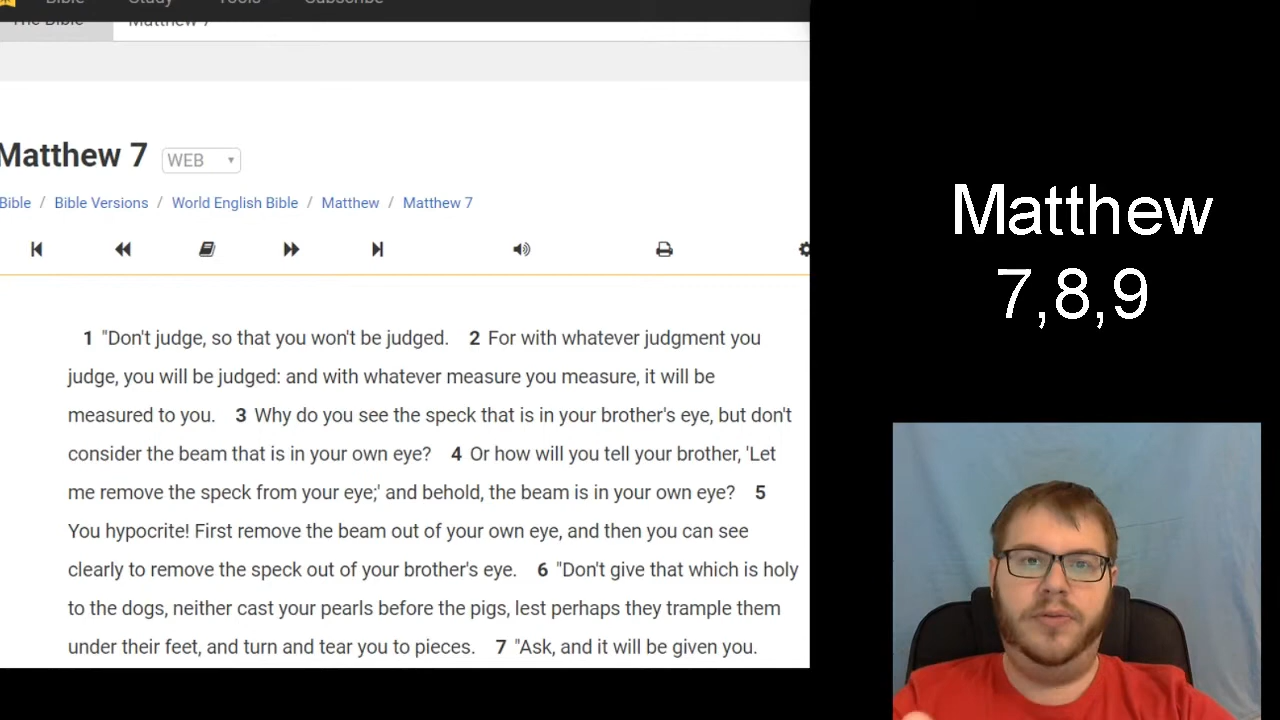 Bible Study Tools Subscribe
The Bible Matthew 7
Matthew 7 WEB
Bible / Bible Versions / World English Bible / Matthew / Matthew 7
1 "Don't judge, so that you won't be judged. 2 For with whatever judgment you
judge, you will be judged: and with whatever measure you measure, it will be
measured to you. 3 Why do you see the speck that is in your brother's eye, but don't
consider the beam that is in your own eye? 4 Or how will you tell your brother, 'Let
me remove the speck from your eye;' and behold, the beam is in your own eye? 5
You hypocrite! First remove the beam out of your own eye, and then you can see
clearly to remove the speck out of your brother's eye. 6 "Don't give that which is holy
to the dogs, neither cast your pearls before the pigs, lest perhaps they trample them
under their feet, and turn and tear you to pieces. 7 "Ask, and it will be given you.
Matthew
7,8,9